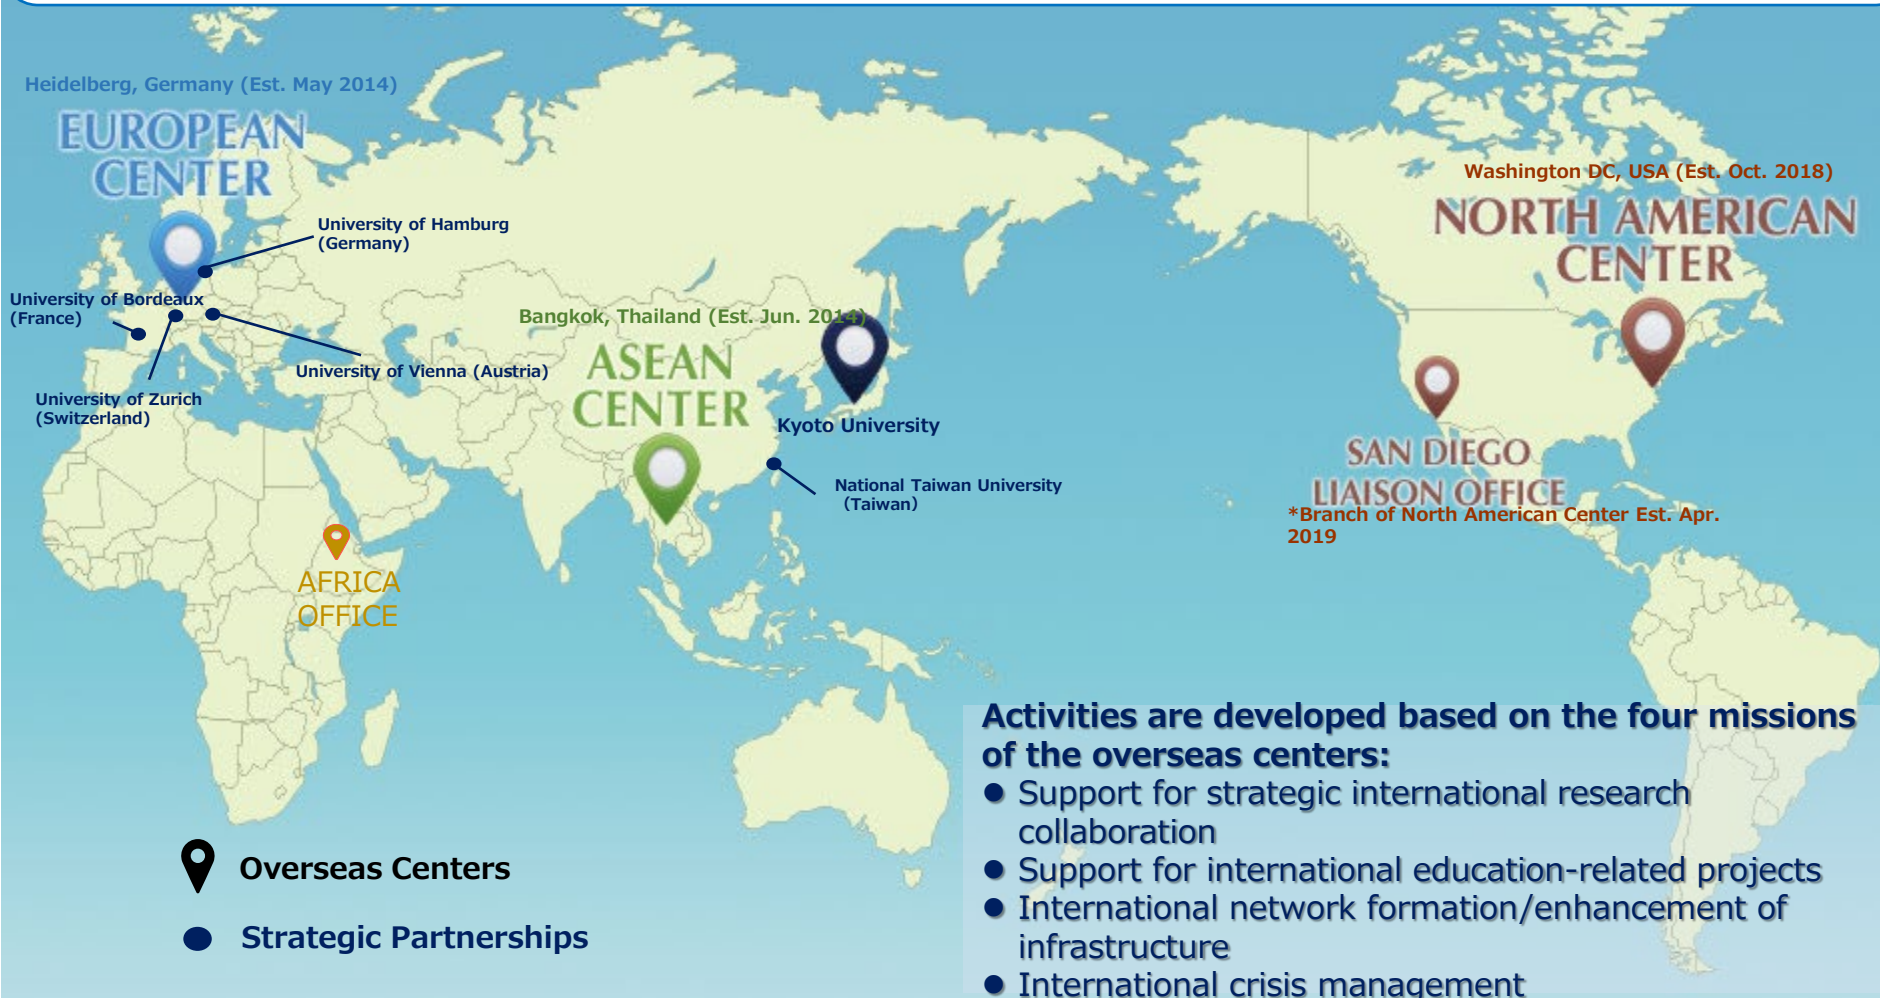 Heidelberg, Germany (Est. May 2014)
EUROPEAN
CENTER
University of Hamburg
(Germany)
University of Bordeaux
(France)
University of Vienna (Austria)
University of Zurich
(Switzerland)
Bangkok, Thailand (Est. Jun. 2014)
ASEAN
CENTER
Kyoto University
National Taiwan University
(Taiwan)
AFRICA
OFFICE
Washington DC, USA (Est. Oct. 2018)
NORTH AMERICAN
CENTER
SAN DIEGO
LIAISON OFFICE
*Branch of North American Center Est. Apr.
2019
Overseas Centers
Strategic Partnerships
Activities are developed based on the four missions
of the overseas centers:
● Support for strategic international research
collaboration
● Support for international education-related projects
● International network formation/enhancement of
infrastructure
● International crisis management